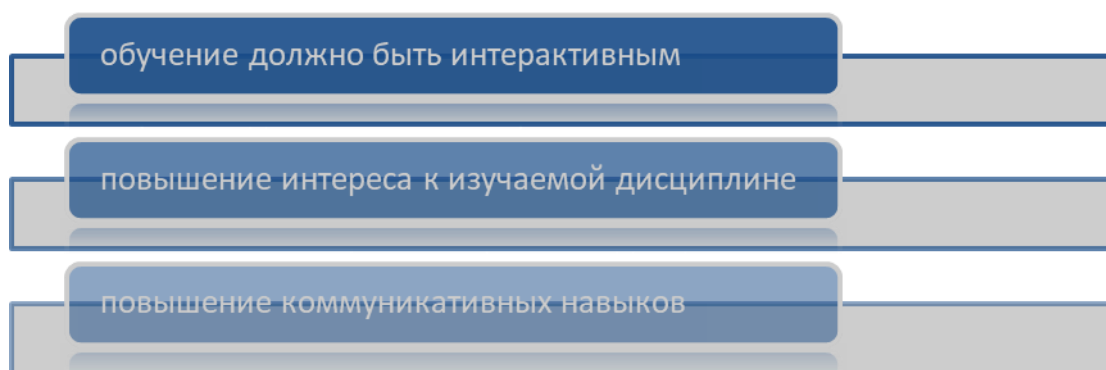 обучение должно быть интерактивным
повышение интереса к изучаемой дисциплине
повышение коммуникативных навыков